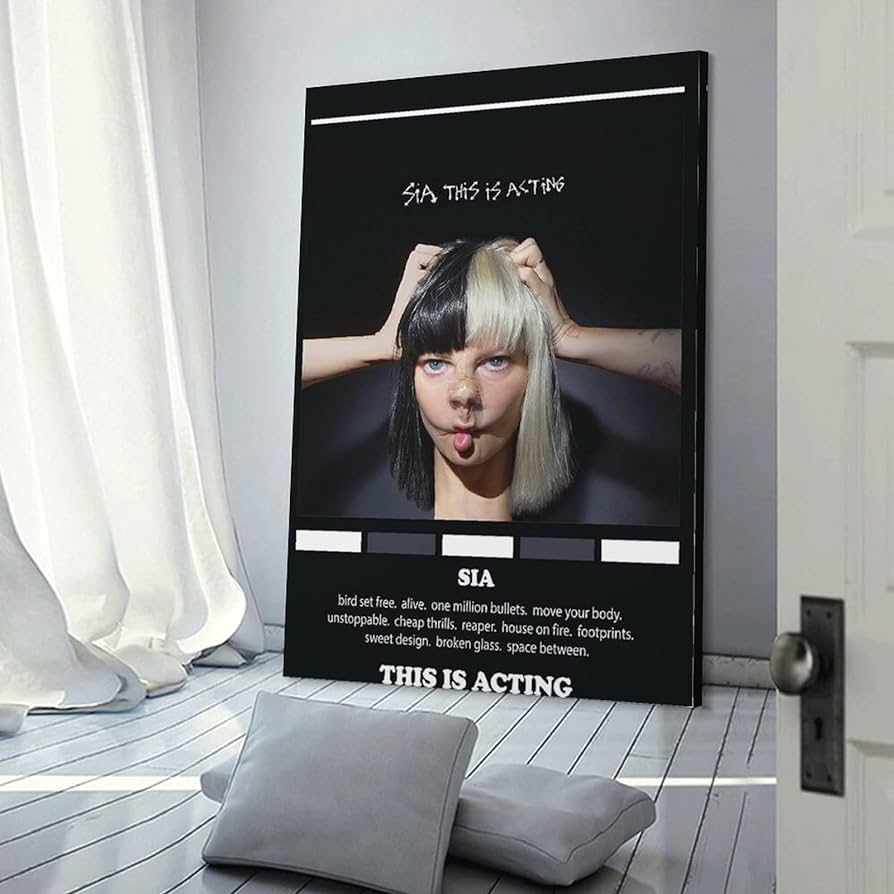 Sia THiS iS ACTiNG
SIA
bird set free. alive. one million bullets. move your body.
unstoppable. cheap thrills. reaper. house on fire. footprints.
sweet design. broken glass. space between.
THIS IS ACTING